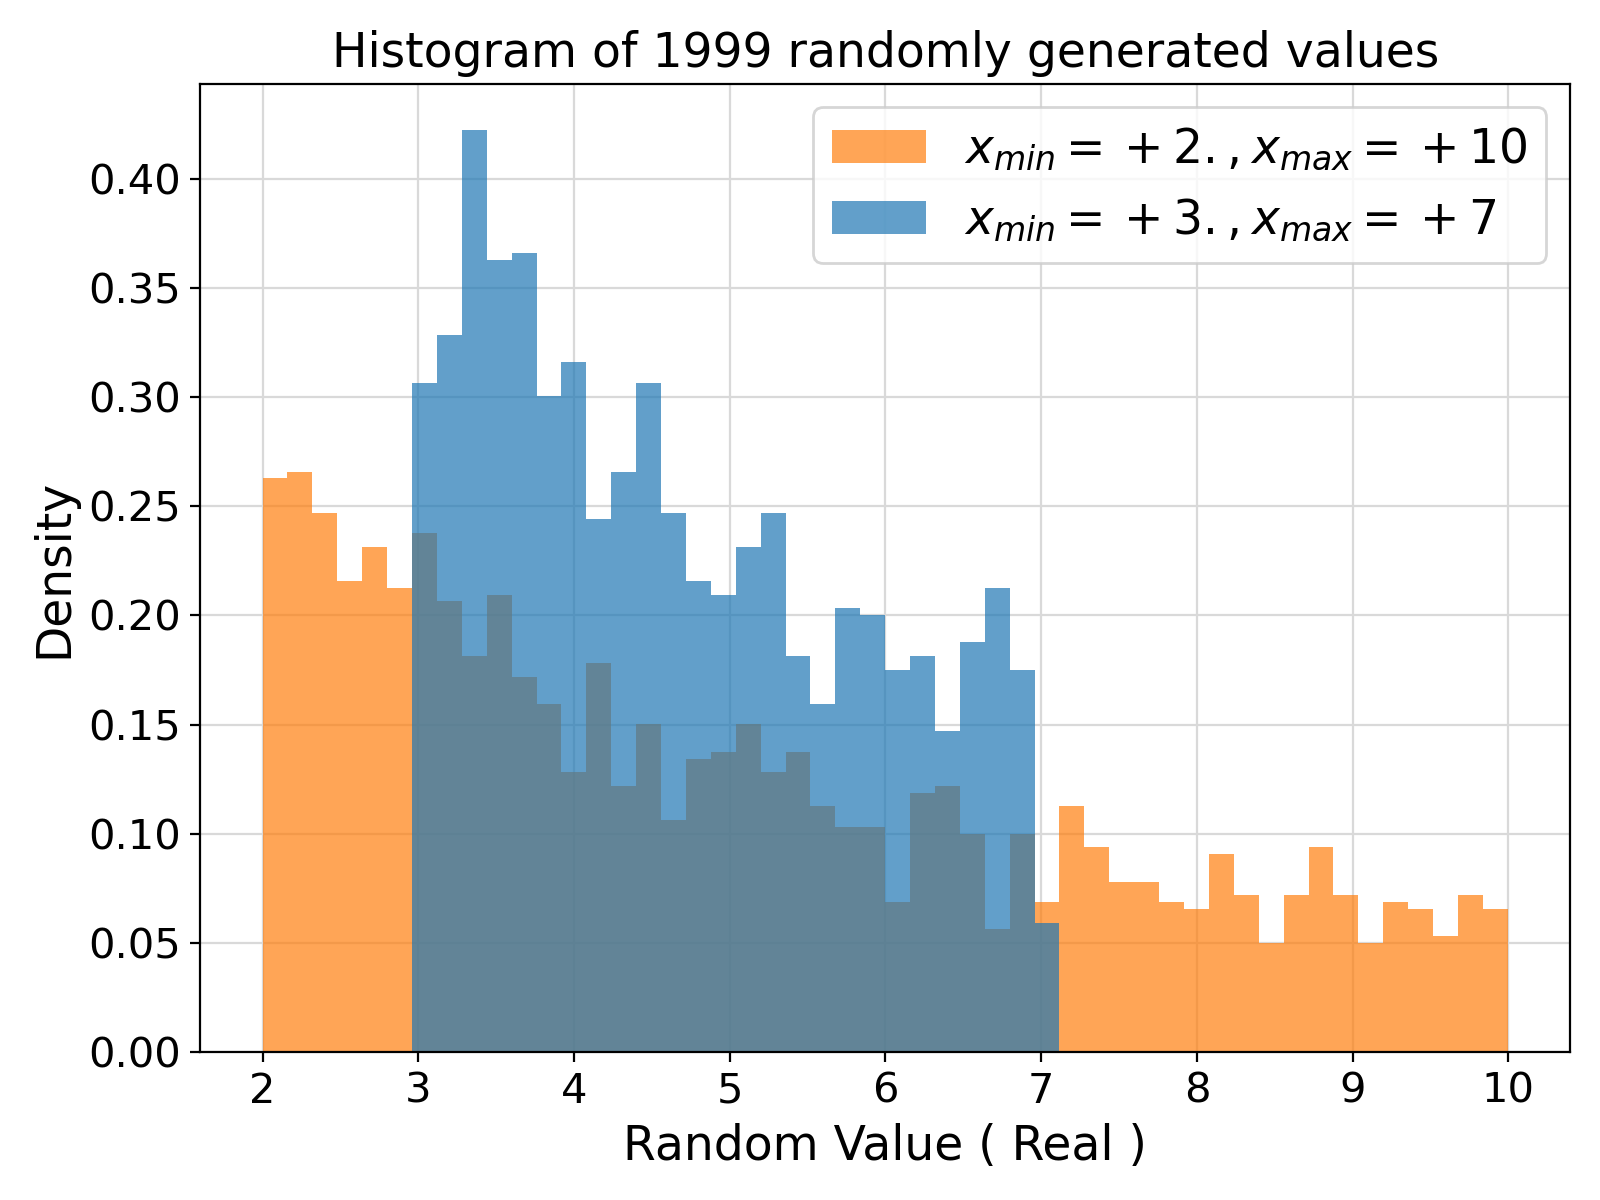 Histogram of 1999 randomly generated values
x_min = +2., x_max = +10
x_min = +3., x_max = +7
Density
0.40
0.35
0.30
0.25
0.20
0.15
0.10
0.05
0.00
2 3 4 5 6 7 8 9 10
Random Value ( Real )